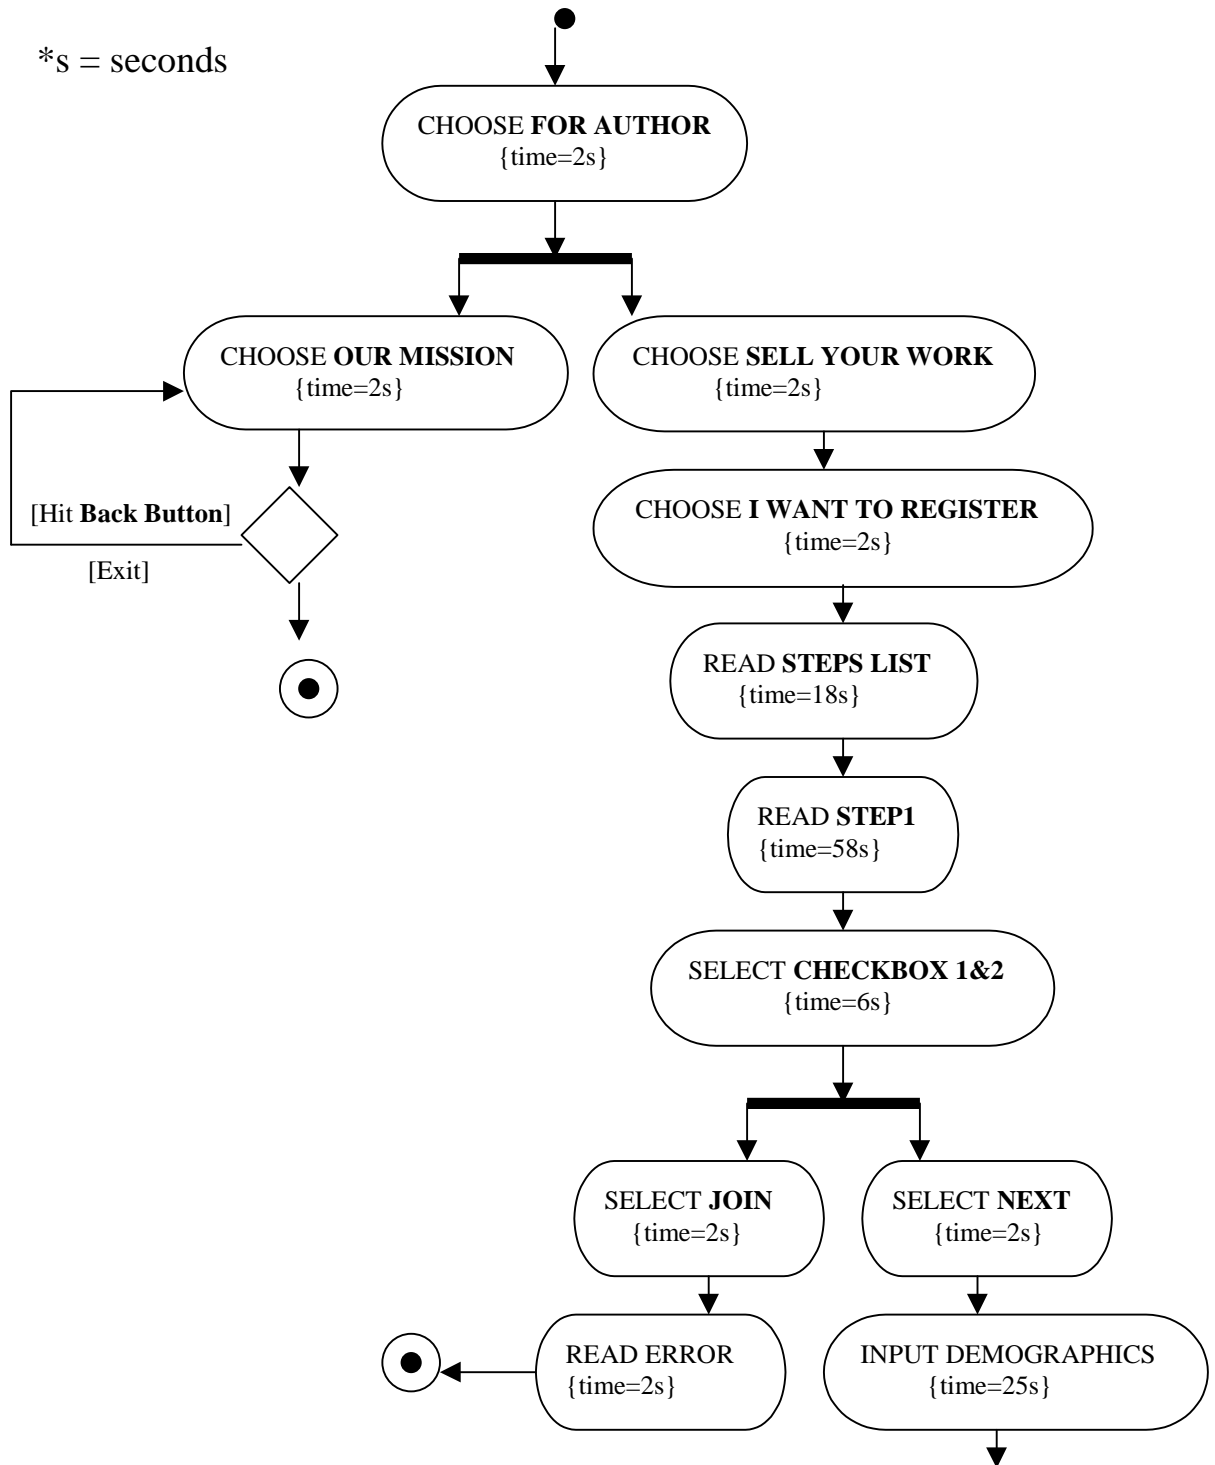 *s = seconds
CHOOSE FOR AUTHOR
{time=2s}
CHOOSE OUR MISSION
{time=2s}
CHOOSE SELL YOUR WORK
{time=2s}
[Hit Back Button]
[Exit]
CHOOSE I WANT TO REGISTER
{time=2s}
READ STEPS LIST
{time=18s}
READ STEP1
{time=58s}
SELECT CHECKBOX 1&2
{time=6s}
SELECT JOIN
{time=2s}
SELECT NEXT
{time=2s}
READ ERROR
{time=2s}
INPUT DEMOGRAPHICS
{time=25s}